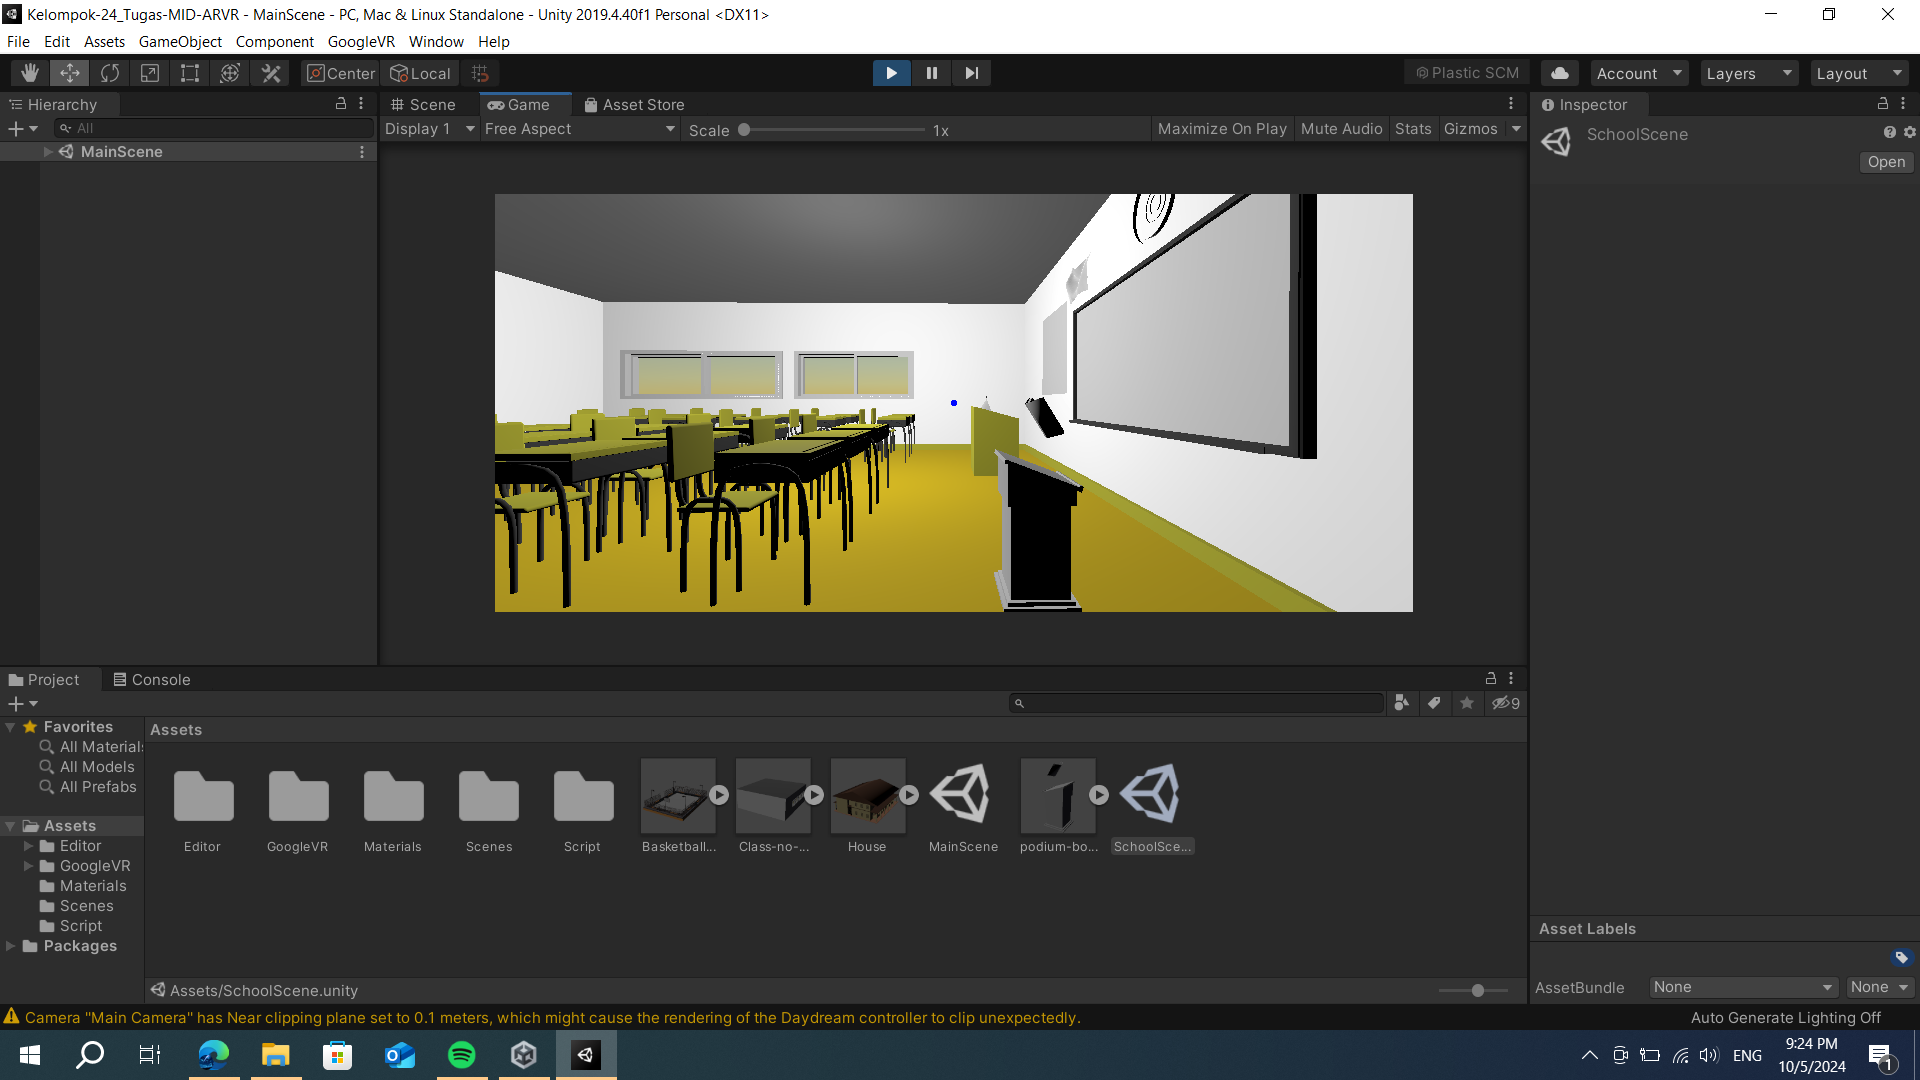 Kelompok-24_Tugas-MID-ARVR - MainScene - PC, Mac & Linux Standalone - Unity 2019.4.40f1 Personal <DX11>
File Edit Assets GameObject Component GoogleVR Window Help
Center Local Plastic SCM Account Layers Layout
Hierarchy
All
MainScene
Scene Game Asset Store
Display 1 Free Aspect Scale 1x Maximize On Play Mute Audio Stats Gizmos
Inspector
SchoolScene
Open
Project Console
9
Favorites
All Materials
All Models
All Prefabs
Assets
Editor
GoogleVR
Materials
Scenes
Script
Packages
Assets
Editor GoogleVR Materials Scenes Script Basketball... Class-no-... House MainScene podium-bo... SchoolSce...
Assets/SchoolScene.unity
Asset Labels
AssetBundle None None
Camera "Main Camera" has Near clipping plane set to 0.1 meters, which might cause the rendering of the Daydream controller to clip unexpectedly.
Auto Generate Lighting Off
ENG
9:24 PM
10/5/2024
1